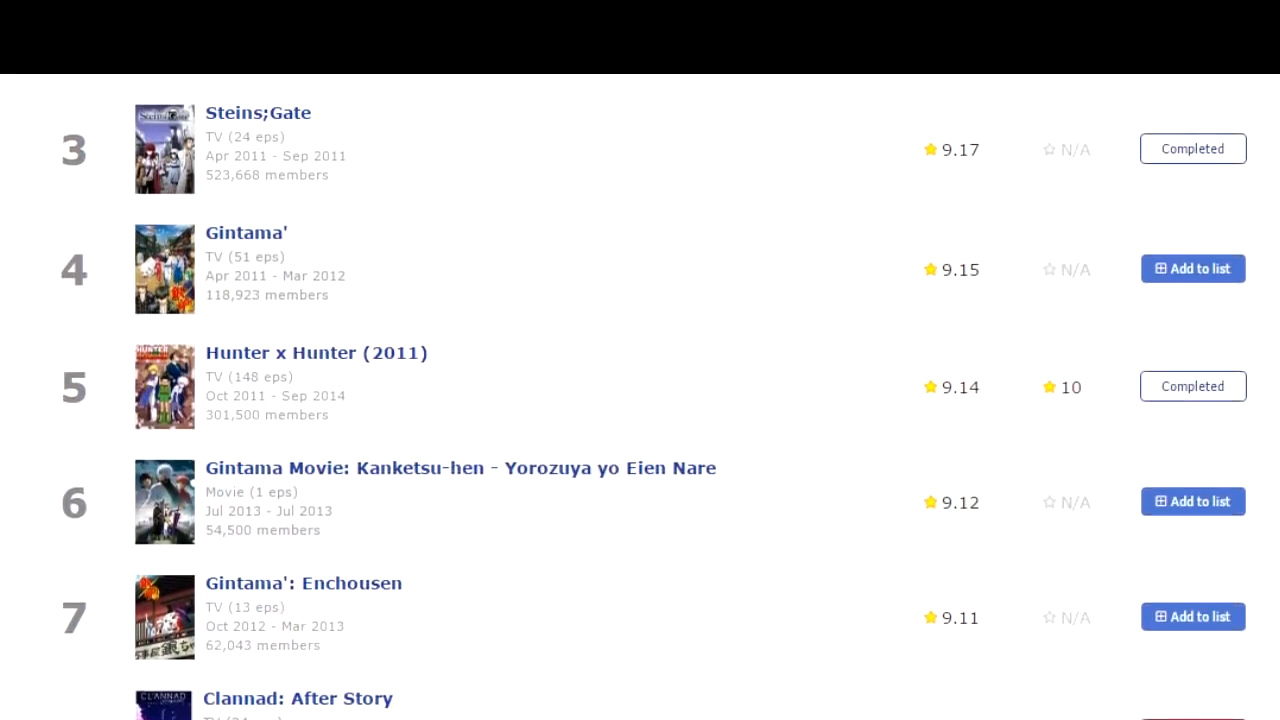 3
Steins;Gate
TV (24 eps)
Apr 2011 - Sep 2011
523,668 members
9.17
N/A
Completed
4
Gintama'
TV (51 eps)
Apr 2011 - Mar 2012
118,923 members
9.15
N/A
Add to list
5
Hunter x Hunter (2011)
TV (148 eps)
Oct 2011 - Sep 2014
301,500 members
9.14
10
Completed
6
Gintama Movie: Kanketsu-hen - Yorozuya yo Eien Nare
Movie (1 eps)
Jul 2013 - Jul 2013
54,500 members
9.12
N/A
Add to list
7
Gintama': Enchousen
TV (13 eps)
Oct 2012 - Mar 2013
62,043 members
9.11
N/A
Add to list
CLANNAD
Clannad: After Story